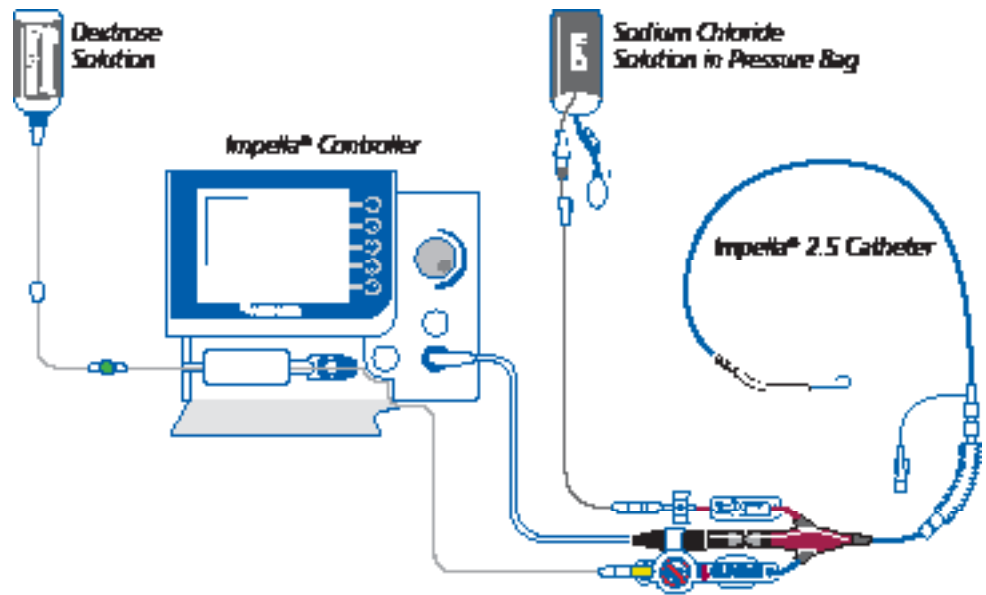 Dextrose
Solution
Sodium Chloride
Solution in Pressure Bag
Impella® Controller
Impella® 2.5 Catheter